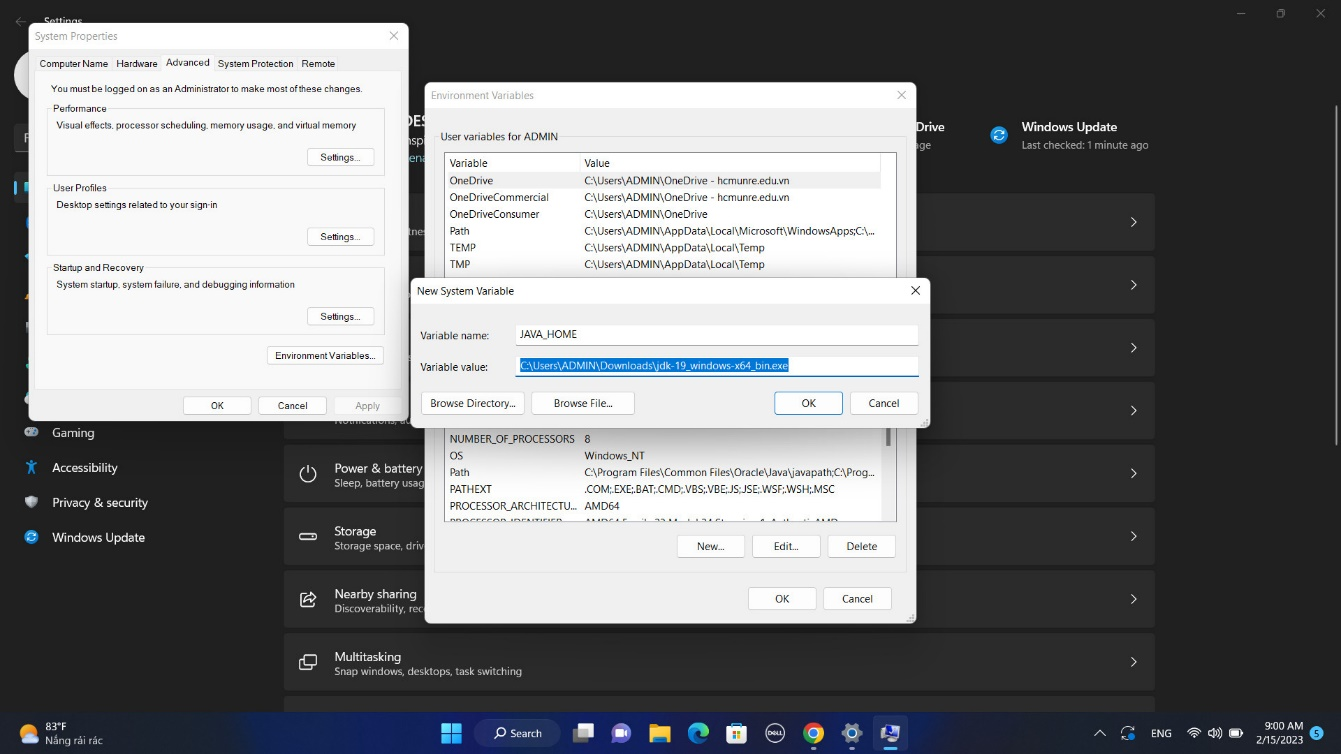 Settings
System Properties
Computer Name Hardware Advanced System Protection Remote
You must be logged on as an Administrator to make most of these changes.
Performance
Visual effects, processor scheduling, memory usage, and virtual memory
Settings...
User Profiles
Desktop settings related to your sign-in
Settings...
Startup and Recovery
System startup, system failure, and debugging information
Settings...
Environment Variables...
OK Cancel Apply
Environment Variables
User variables for ADMIN
Variable Value
OneDrive C:\Users\ADMIN\OneDrive - hcmunre.edu.vn
OneDriveCommercial C:\Users\ADMIN\OneDrive - hcmunre.edu.vn
OneDriveConsumer C:\Users\ADMIN\OneDrive
Path C:\Users\ADMIN\AppData\Local\Microsoft\WindowsApps;C:\...
TEMP C:\Users\ADMIN\AppData\Local\Temp
TMP C:\Users\ADMIN\AppData\Local\Temp
New System Variable
Variable name: JAVA_HOME
Variable value: C:\Users\ADMIN\Downloads\jdk-19_windows-x64_bin.exe
Browse Directory... Browse File... OK Cancel
NUMBER_OF_PROCESSORS 8
OS Windows_NT
Path C:\Program Files\Common Files\Oracle\Java\javapath;C:\Prog...
PATHEXT .COM;.EXE;.BAT;.CMD;.VBS;.VBE;.JS;.JSE;.WSF;.WSH;.MSC
PROCESSOR_ARCHITECTU... AMD64
New... Edit... Delete
OK Cancel
Drive
Windows Update
Last checked: 1 minute ago
Gaming
Accessibility
Privacy & security
Windows Update
Power & battery
Sleep, battery usag
Storage
Storage space, driv
Nearby sharing
Discoverability, rec
Multitasking
Snap windows, desktops, task switching
83°F
Nắng rải rác
Search
DELL
ENG
9:00 AM
2/15/2023
5